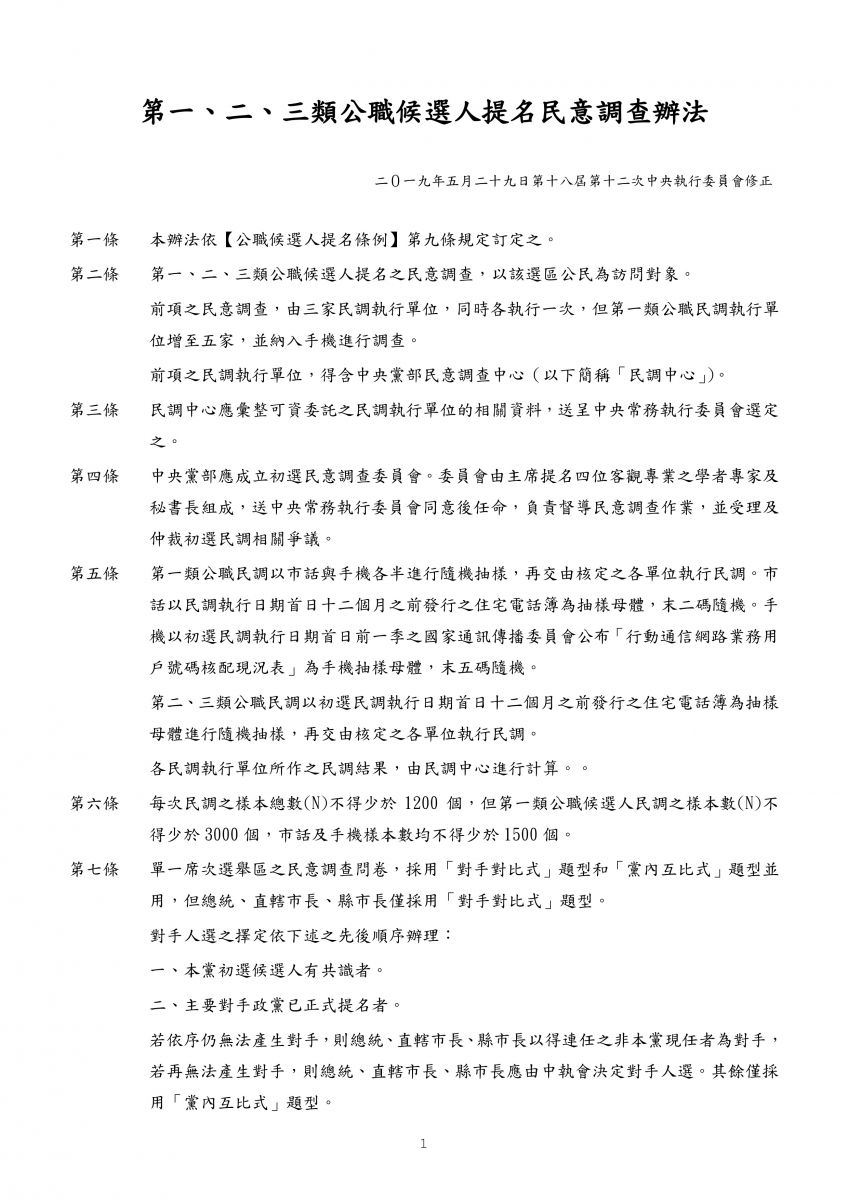 第一、二、三類公職候選人提名民意調查辦法
二０一九年五月二十九日第十八屆第十二次中央執行委員會修正
第一條 本辦法依【公職候選人提名條例】第九條規定訂定之。
第二條 第一、二、三類公職候選人提名之民意調查，以該選區公民為訪問對象。
前項之民意調查，由三家民調執行單位，同時各執行一次，但第一類公職民調執行單
位增至五家，並納入手機進行調查。
前項之民調執行單位，得含中央黨部民意調查中心（以下簡稱「民調中心」)。
第三條 民調中心應彙整可資委託之民調執行單位的相關資料，送呈中央常務執行委員會選定
之。
第四條 中央黨部應成立初選民意調查委員會。委員會由主席提名四位客觀專業之學者專家及
秘書長組成，送中央常務執行委員會同意後任命，負責督導民意調查作業，並受理及
仲裁初選民調相關爭議。
第五條 第一類公職民調以市話與手機各半進行隨機抽樣，再交由核定之各單位執行民調。市
話以民調執行日期首日十二個月之前發行之住宅電話簿為抽樣母體，末二碼隨機。手
機以初選民調執行日期首日前一季之國家通訊傳播委員會公布「行動通信網路業務用
戶號碼核配現況表」為手機抽樣母體，末五碼隨機。
第二、三類公職民調以初選民調執行日期首日十二個月之前發行之住宅電話簿為抽樣
母體進行隨機抽樣，再交由核定之各單位執行民調。
各民調執行單位所作之民調結果，由民調中心進行計算。。
第六條 每次民調之樣本總數(N)不得少於 1200 個，但第一類公職候選人民調之樣本數(N)不
得少於 3000 個，市話及手機樣本數均不得少於 1500 個。
第七條 單一席次選舉區之民意調查問卷，採用「對手對比式」題型和「黨內互比式」題型並
用，但總統、直轄市長、縣市長僅採用「對手對比式」題型。
對手人選之擇定依下述之先後順序辦理：
一、本黨初選候選人有共識者。
二、主要對手政黨已正式提名者。
若依序仍無法產生對手，則總統、直轄市長、縣市長以得連任之非本黨現任者為對手，
若再無法產生對手，則總統、直轄市長、縣市長應由中執會決定對手人選。其餘僅採
用「黨內互比式」題型。
1